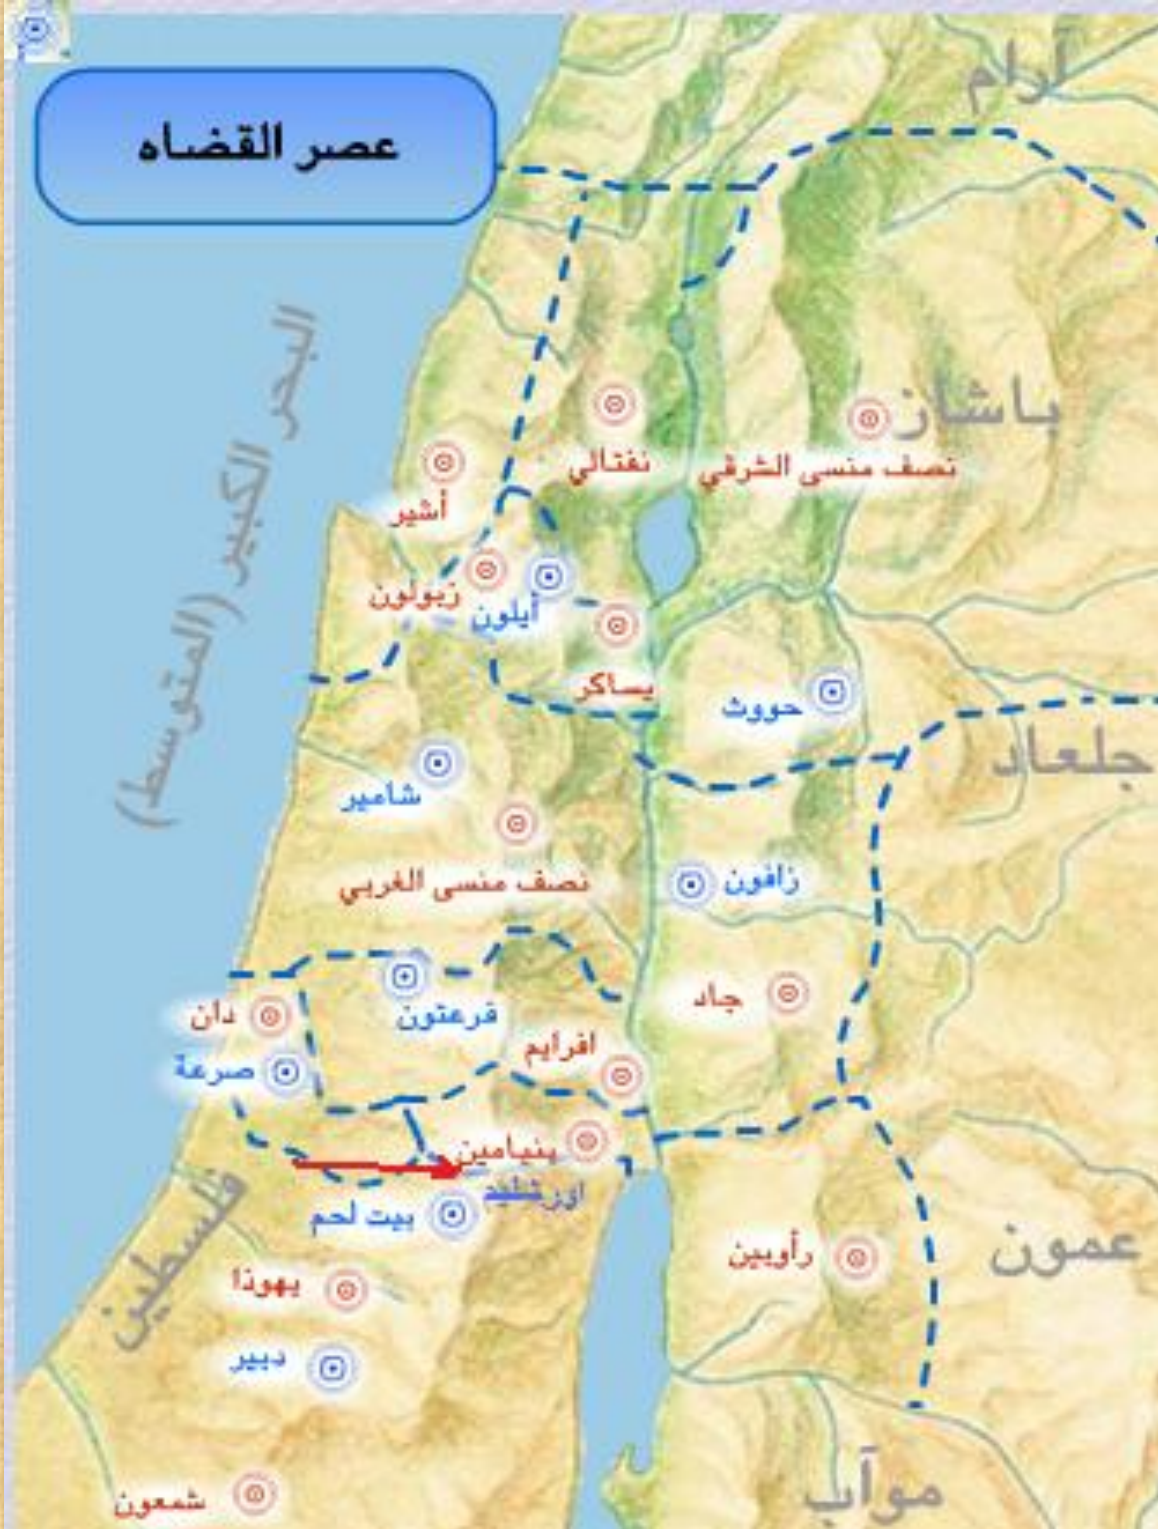 عصر القضاه
آرام
البحر الكبير (المتوسط)
باشان
نفتالي
نصف منسى الشرقي
أشير
زبولون
أيلون
يساكر
حووث
جلعاد
شامير
نصف منسى الغربي
زافون
جاد
دان
فرعتون
افرايم
صرعة
بنيامين
بيت لحم
فلسطين
رأوبين
عمون
يهوذا
دبير
موآب
شمعون